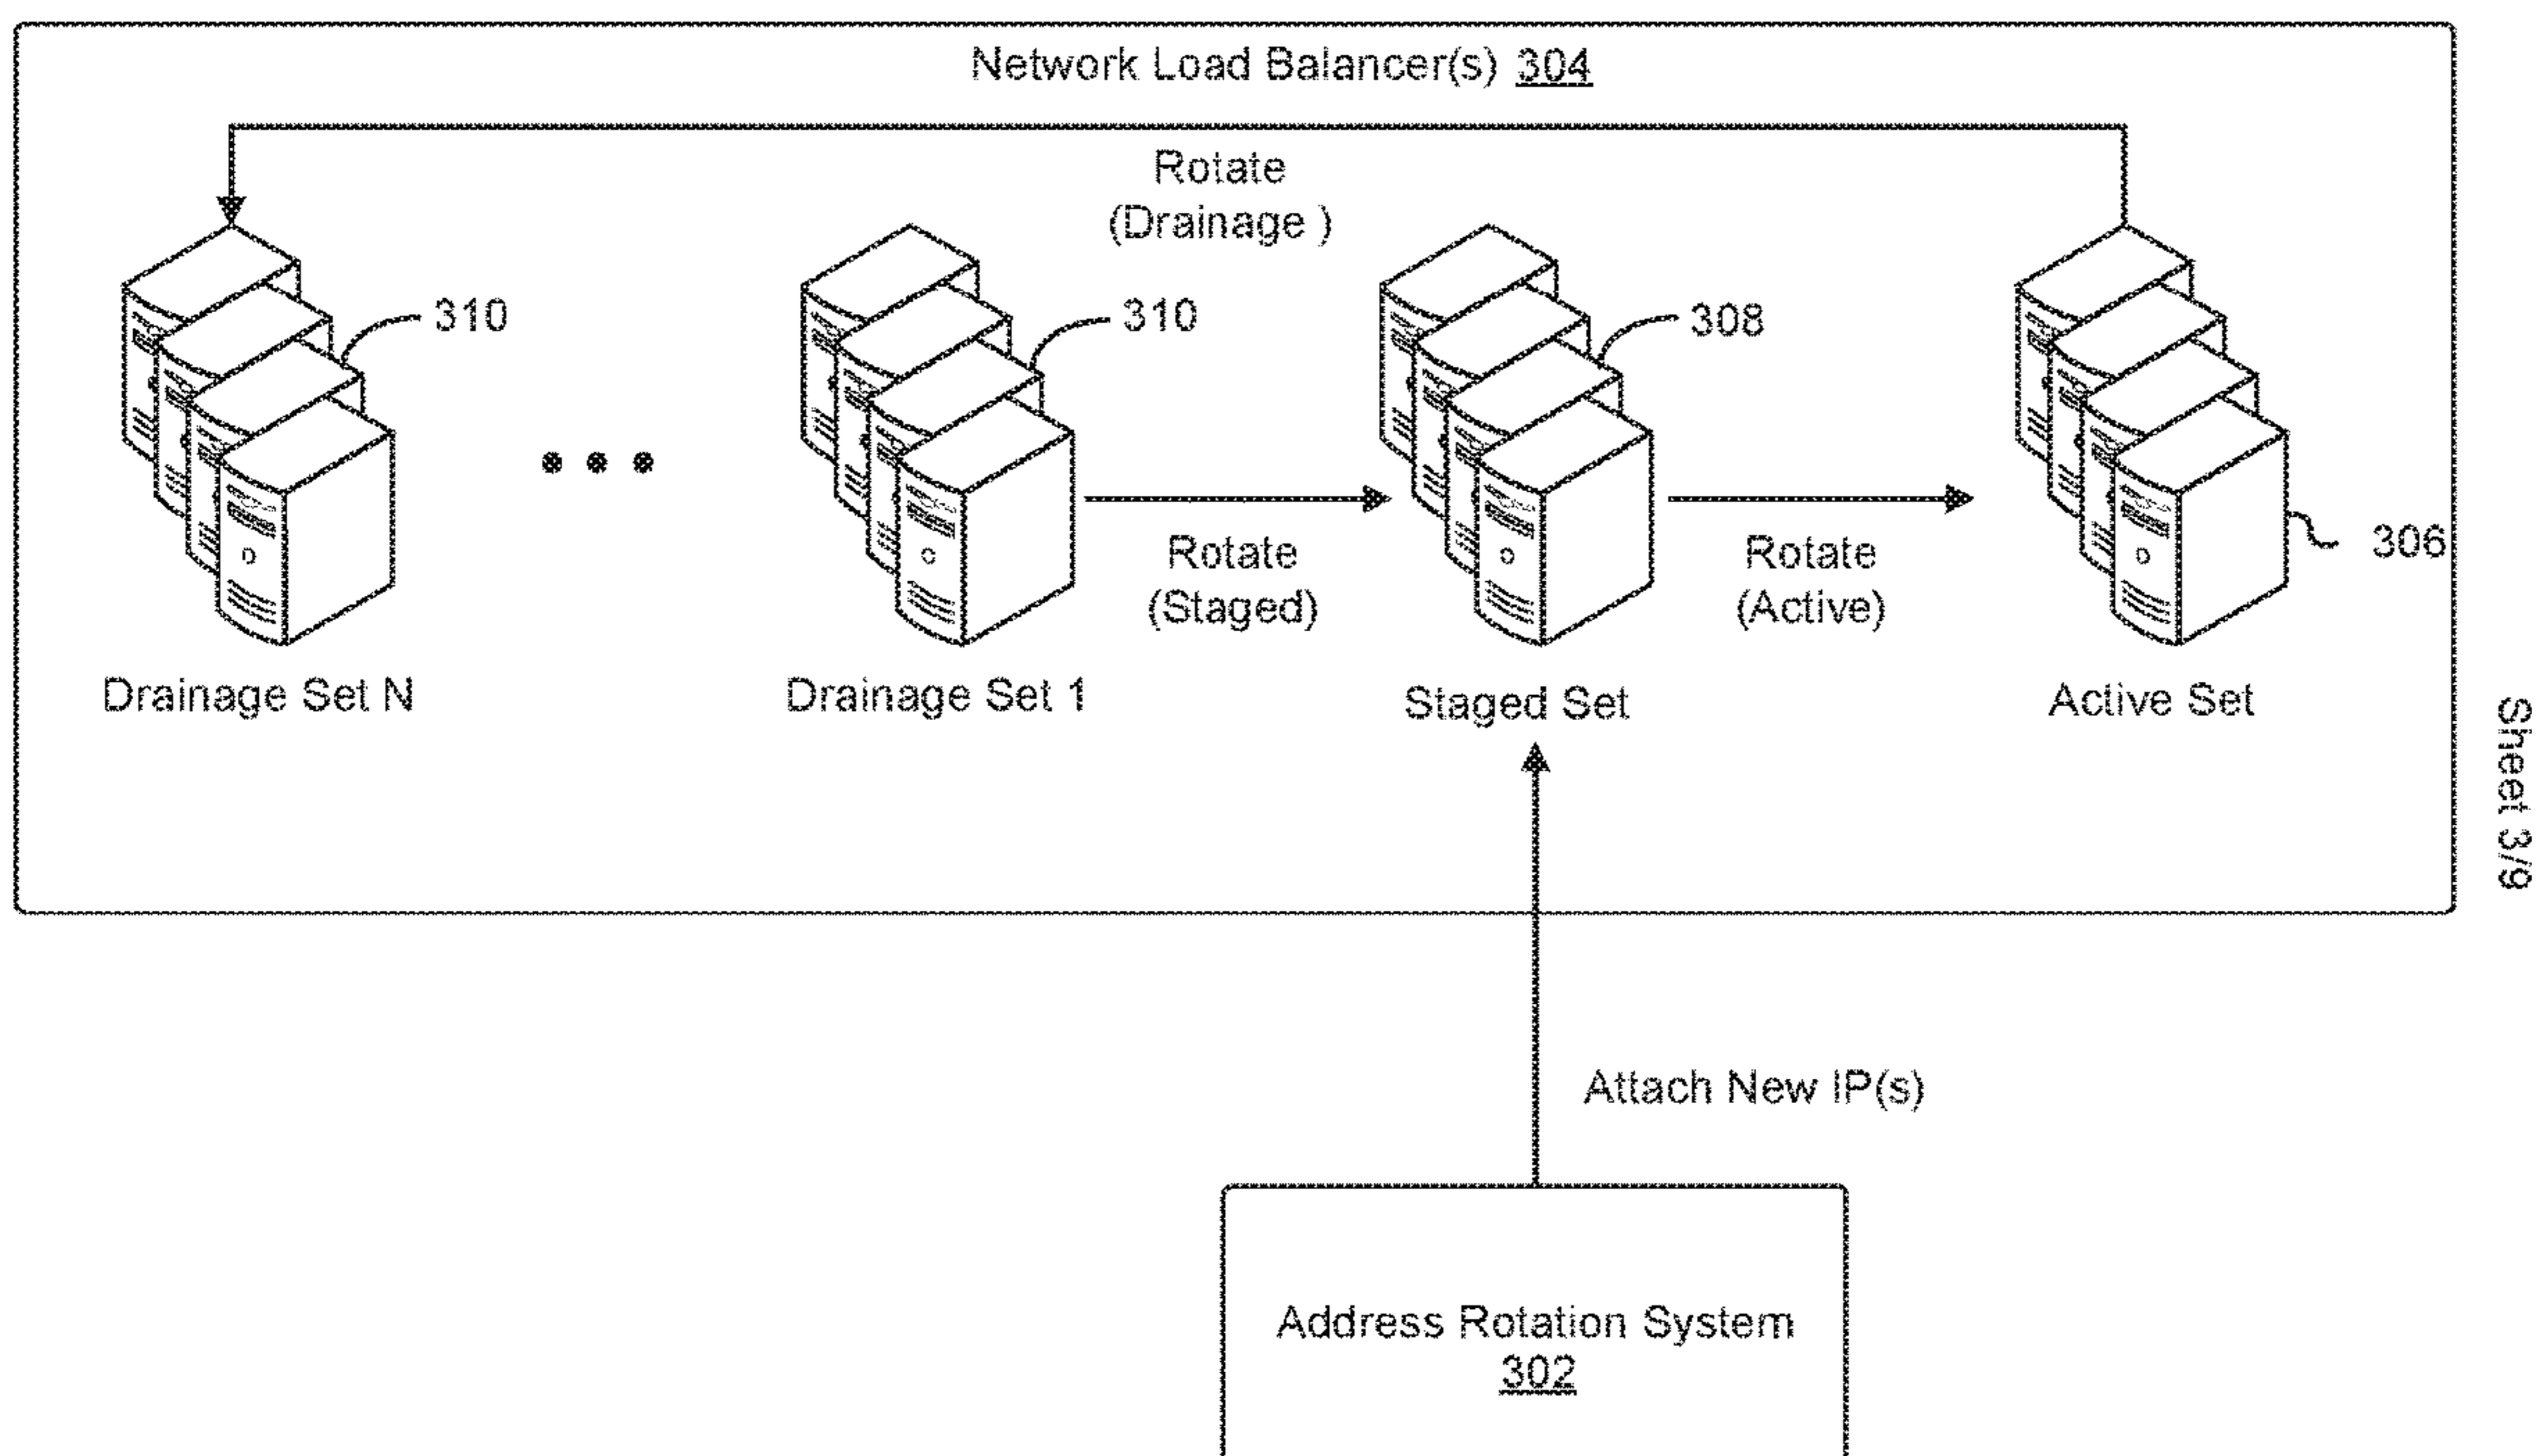 Network Load Balancer(s) 304
Rotate
(Drainage )
310
310
308
306
Rotate
(Staged)
Rotate
(Active)
Drainage Set N
Drainage Set 1
Staged Set
Active Set
Sheet 3/9
Attach New IP(s)
Address Rotation System
302